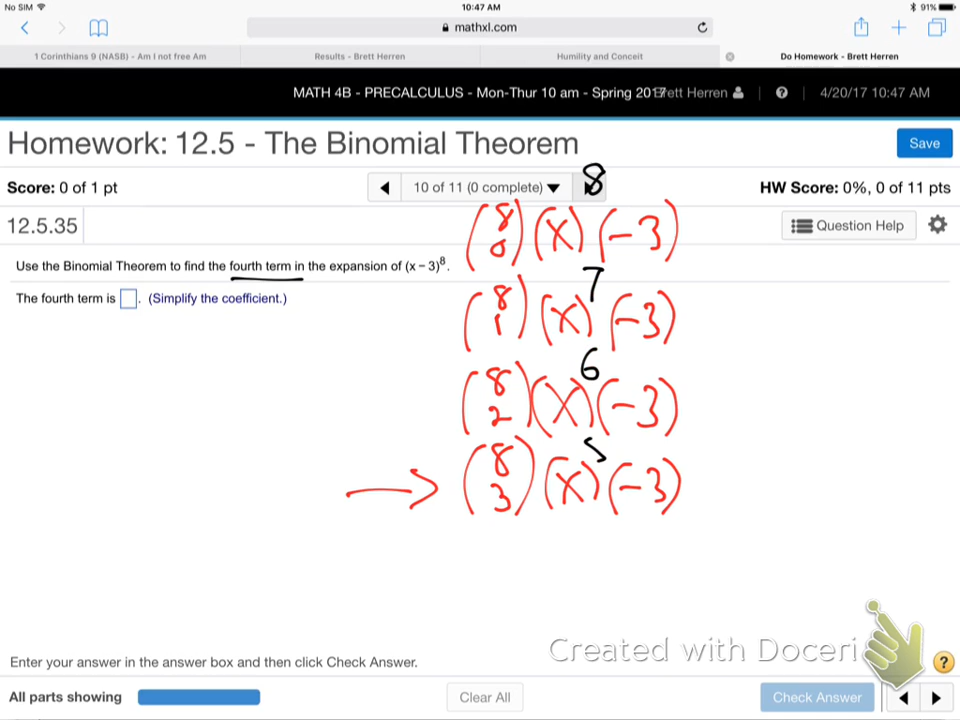 No SIM 10:47 AM 91%
mathxl.com
1 Corinthians 9 (NASB) - Am I not free Am Results - Brett Herren Humility and Conceit Do Homework - Brett Herren
MATH 4B - PRECALCULUS - Mon-Thur 10 am - Spring 2017 Brett Herren ? 4/20/17 10:47 AM
Homework: 12.5 - The Binomial Theorem Save
Score: 0 of 1 pt 10 of 11 (0 complete) HW Score: 0%, 0 of 11 pts
12.5.35 Question Help
Use the Binomial Theorem to find the fourth term in the expansion of (x − 3)⁸.
The fourth term is . (Simplify the coefficient.)
(8 0)(x)⁸(-3)
(8 1)(x)⁷(-3)
(8 2)(x)⁶(-3)
→ (8 3)(x)⁵(-3)
Created with Doceri
Enter your answer in the answer box and then click Check Answer. ?
All parts showing Clear All Check Answer